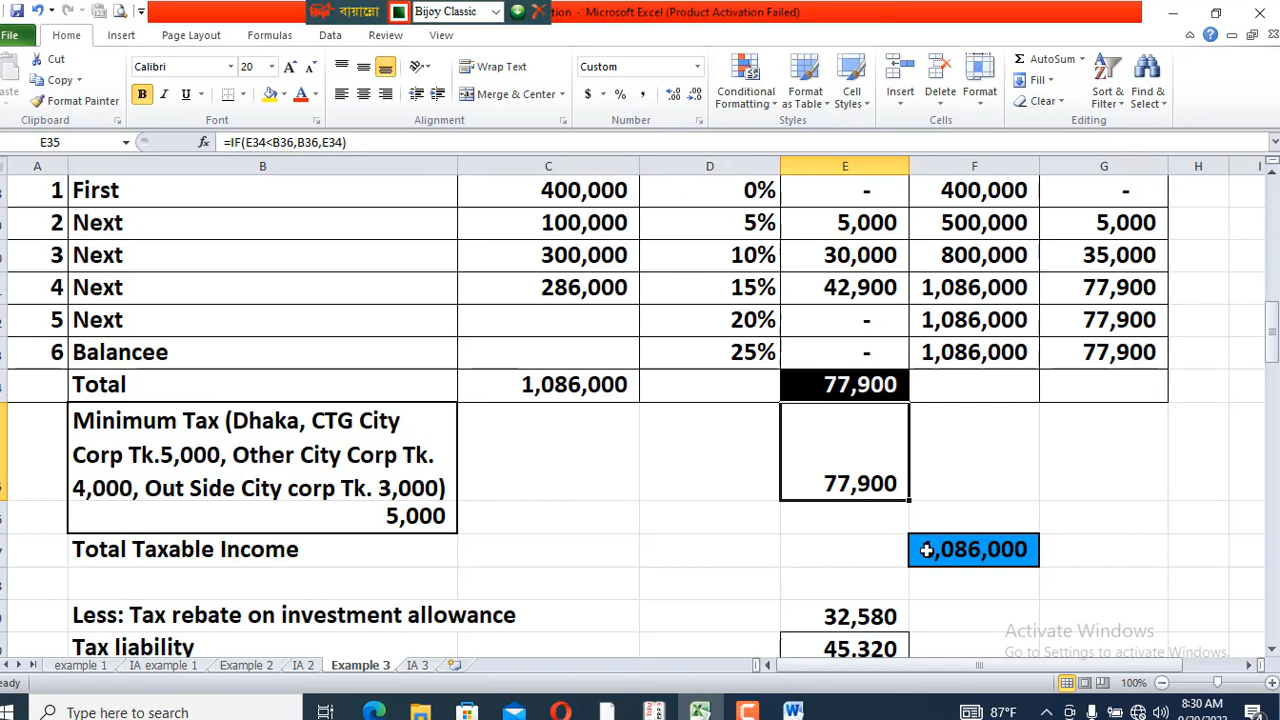 বায়ান্নো Bijoy Classic tion - Microsoft Excel (Product Activation Failed)
File Home Insert Page Layout Formulas Data Review View
Cut
Copy
Format Painter
Clipboard
Calibri 20
B I U
Font
Wrap Text
Merge & Center
Alignment
Custom
$ % ,
Number
Conditional Formatting
Format as Table
Cell Styles
Styles
Insert Delete Format
Cells
Σ AutoSum
Fill
Clear
Sort & Filter
Find & Select
Editing
E35 fx =IF(E34<B36,B36,E34)
A B C D E F G H I
1 First 400,000 0% - 400,000 -
2 Next 100,000 5% 5,000 500,000 5,000
3 Next 300,000 10% 30,000 800,000 35,000
4 Next 286,000 15% 42,900 1,086,000 77,900
5 Next 20% - 1,086,000 77,900
6 Balancee 25% - 1,086,000 77,900
Total 1,086,000 77,900
Minimum Tax (Dhaka, CTG City
Corp Tk.5,000, Other City Corp Tk.
4,000, Out Side City corp Tk. 3,000) 77,900
5,000
Total Taxable Income ,086,000
Less: Tax rebate on investment allowance 32,580
Tax liability 45,320
Activate Windows
Go to Settings to activate Windows.
example 1 IA example 1 Example 2 IA 2 Example 3 IA 3
eady 100%
Type here to search 87°F 8:30 AM